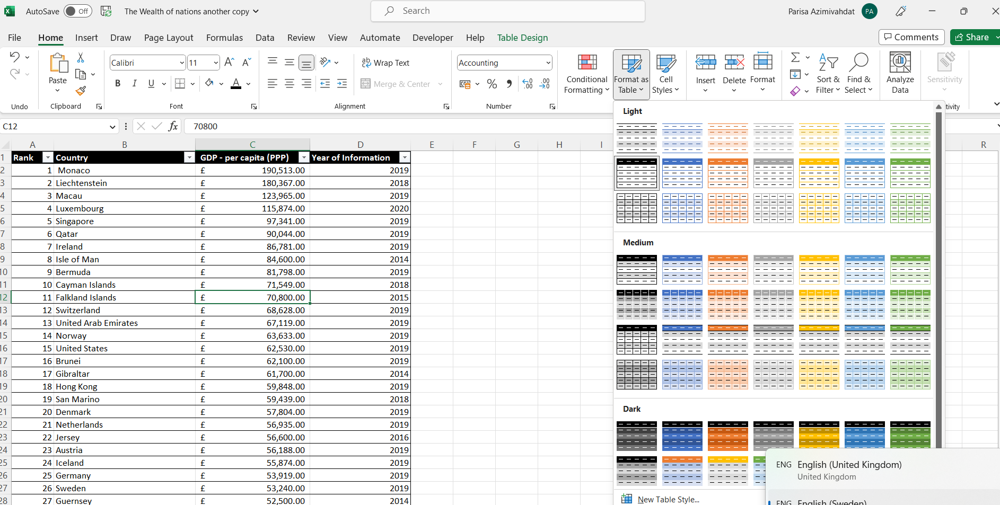 AutoSave Off The Wealth of nations another copy Search Parisa Azimivahdat PA
File Home Insert Draw Page Layout Formulas Data Review View Automate Developer Help Table Design Comments Share
Calibri 11 Wrap Text Accounting
Paste B I U A Merge & Center % Conditional Formatting Format as Table Cell Styles Insert Delete Format Sort & Filter Find & Select Analyze Data Sensitivity
Undo Clipboard Font Alignment Number tivity
C12 fx 70800
A B C D E F G H I R
1 Rank Country GDP - per capita (PPP) Year of Information
2 1 Monaco £ 190,513.00 2019
3 2 Liechtenstein £ 180,367.00 2018
4 3 Macau £ 123,965.00 2019
5 4 Luxembourg £ 115,874.00 2020
6 5 Singapore £ 97,341.00 2019
7 6 Qatar £ 90,044.00 2019
8 7 Ireland £ 86,781.00 2019
9 8 Isle of Man £ 84,600.00 2014
10 9 Bermuda £ 81,798.00 2019
11 10 Cayman Islands £ 71,549.00 2018
12 11 Falkland Islands £ 70,800.00 2015
13 12 Switzerland £ 68,628.00 2019
14 13 United Arab Emirates £ 67,119.00 2019
15 14 Norway £ 63,633.00 2019
16 15 United States £ 62,530.00 2019
17 16 Brunei £ 62,100.00 2019
18 17 Gibraltar £ 61,700.00 2014
19 18 Hong Kong £ 59,848.00 2019
20 19 San Marino £ 59,439.00 2018
21 20 Denmark £ 57,804.00 2019
22 21 Netherlands £ 56,935.00 2019
23 22 Jersey £ 56,600.00 2016
24 23 Austria £ 56,188.00 2019
25 24 Iceland £ 55,874.00 2019
26 25 Germany £ 53,919.00 2019
27 26 Sweden £ 53,240.00 2019
28 27 Guernsey £ 52,500.00 2014
Light
Medium
Dark
New Table Style...
ENG English (United Kingdom)
United Kingdom
ENG English (Sweden)